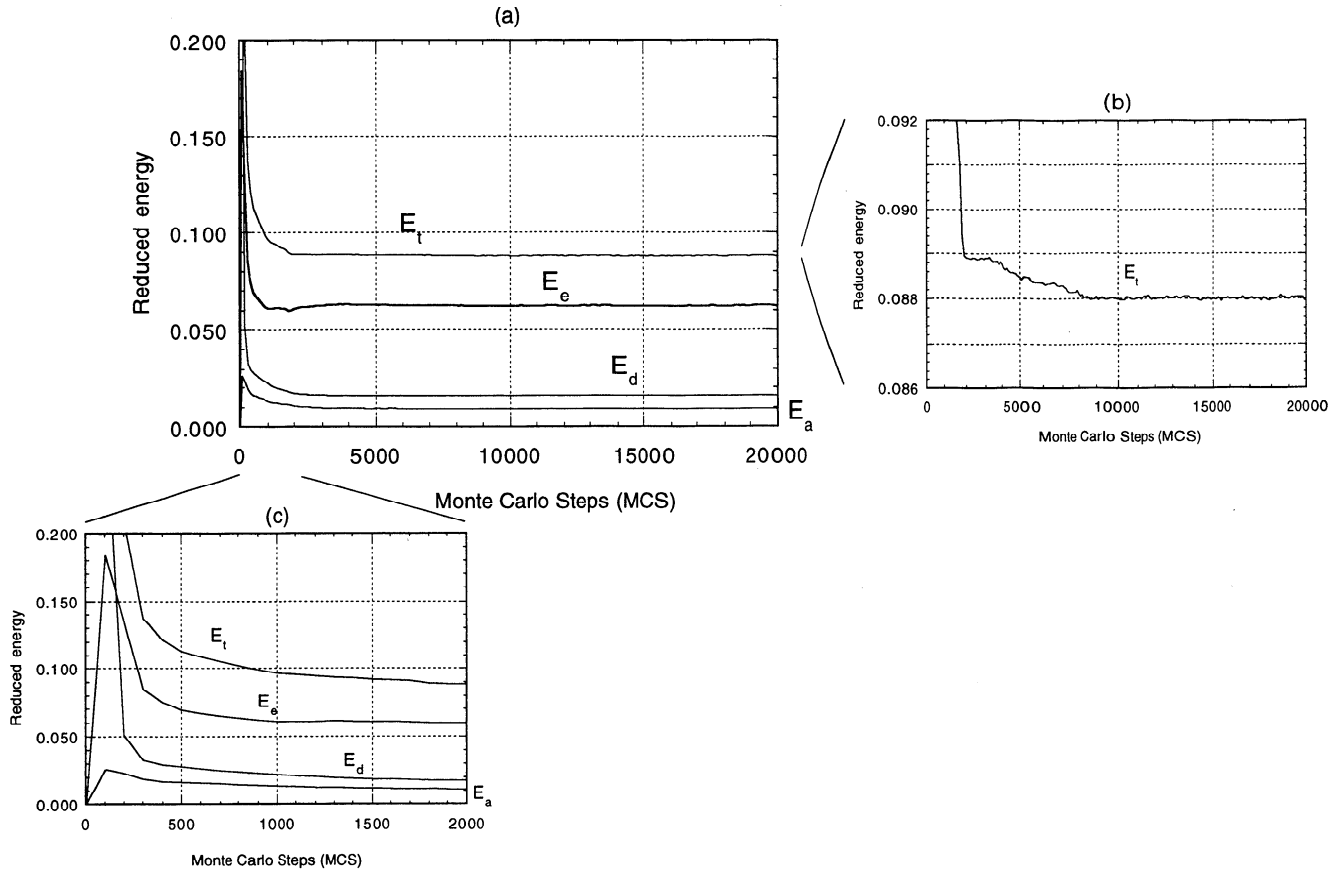 (a)
0.200
0.150
0.100
0.050
0.000
Reduced energy
E_t
E_e
E_d
E_a
0 5000 10000 15000 20000
Monte Carlo Steps (MCS)
(b)
0.092
0.090
0.088
0.086
Reduced energy
E_t
0 5000 10000 15000 20000
Monte Carlo Steps (MCS)
(c)
0.200
0.150
0.100
0.050
0.000
Reduced energy
E_t
E_e
E_d
E_a
0 500 1000 1500 2000
Monte Carlo Steps (MCS)